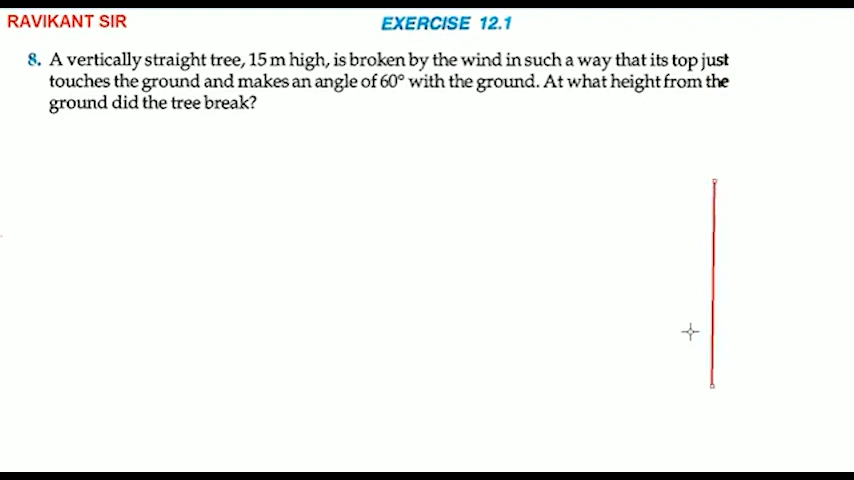 RAVIKANT SIR
EXERCISE 12.1
8. A vertically straight tree, 15 m high, is broken by the wind in such a way that its top just
touches the ground and makes an angle of 60° with the ground. At what height from the
ground did the tree break?